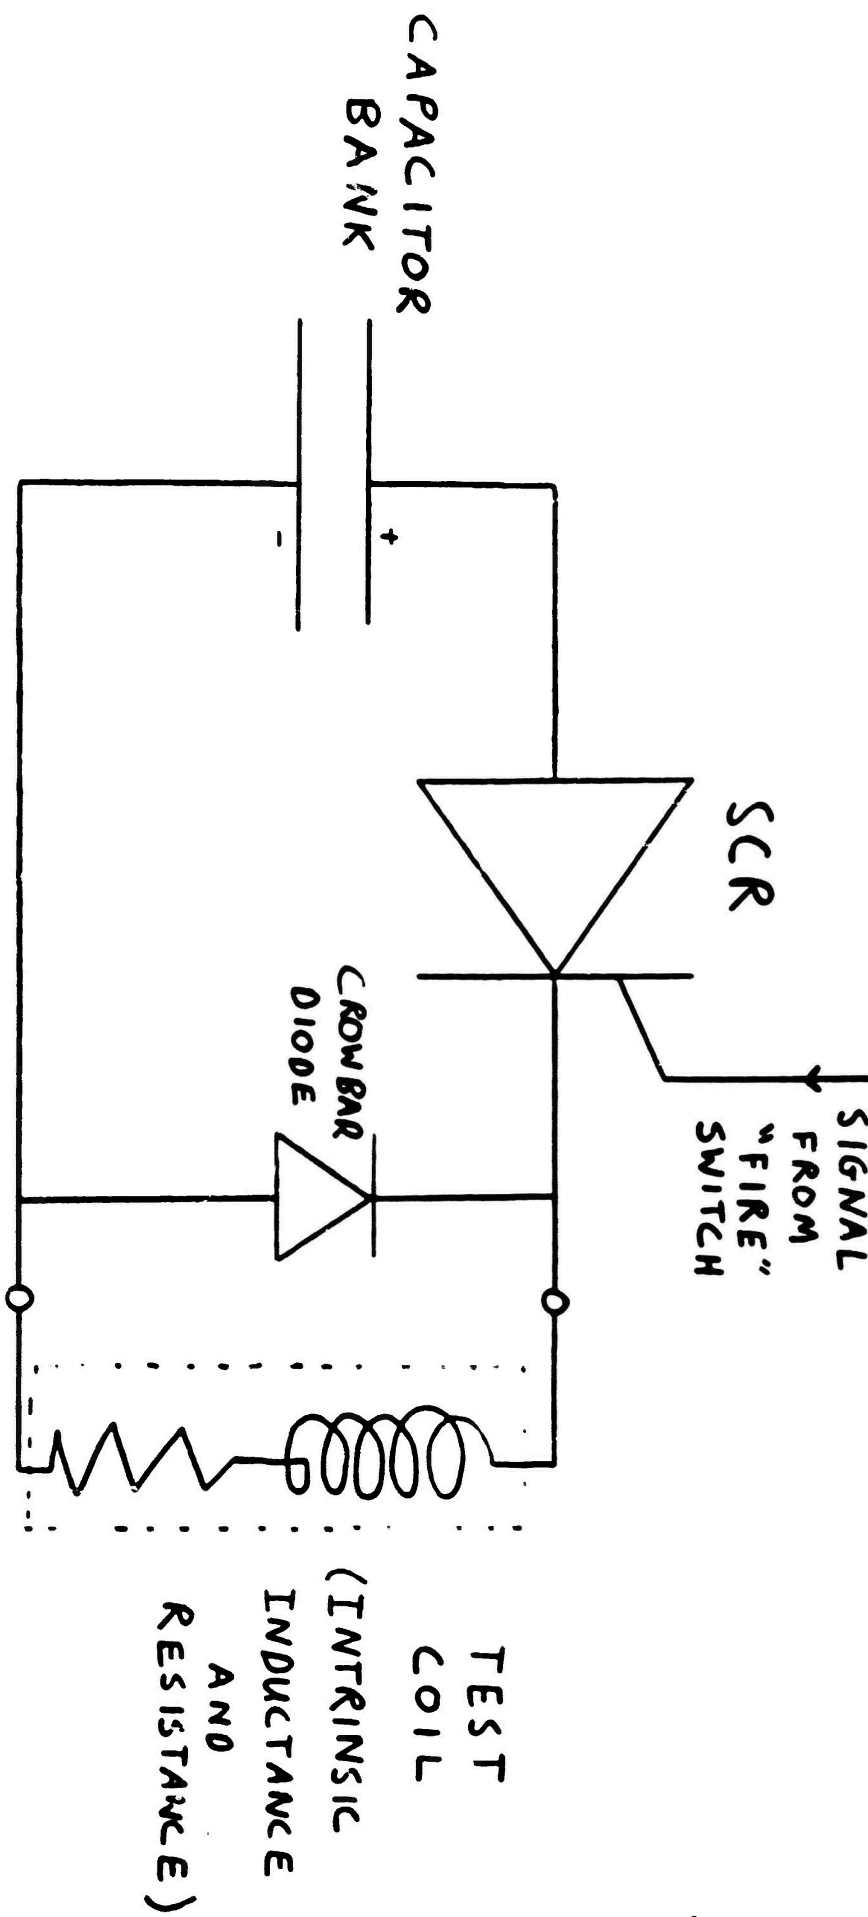 CAPACITOR
BANK
-
+
SCR
SIGNAL
FROM
"FIRE"
SWITCH
CROWBAR
DIODE
TEST
COIL
(INTRINSIC
INDUCTANCE
AND
RESISTANCE)